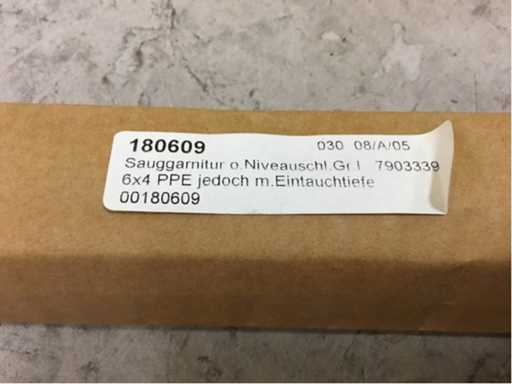 180609 030 08/A/05
Sauggarnitur o.Niveauschl.Gr.I 7903339
6x4 PPE jedoch m.Eintauchtiefe
00180609